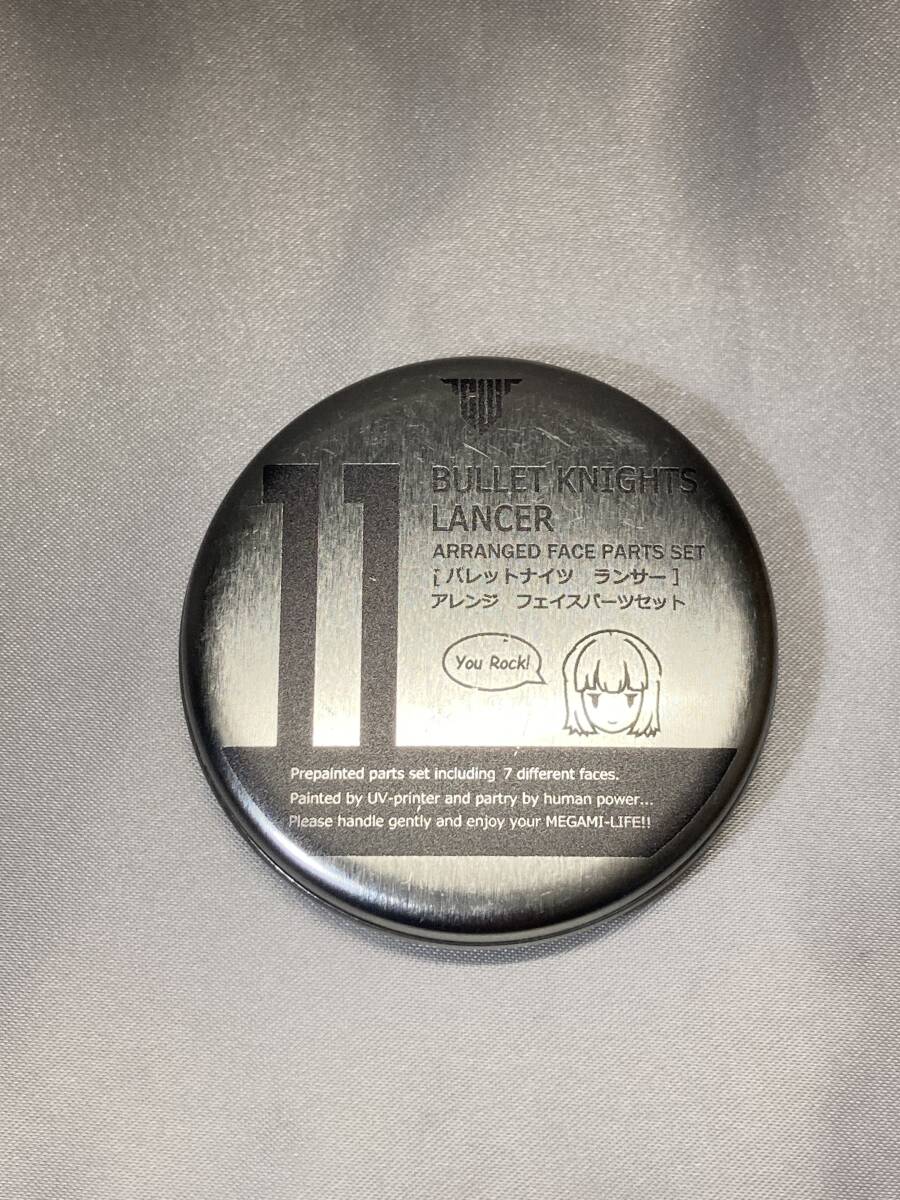 11
BULLET KNIGHTS
LANCER
ARRANGED FACE PARTS SET
[バレットナイツ ランサー]
アレンジ フェイスパーツセット
You Rock!
Prepainted parts set including 7 different faces.
Painted by UV-printer and partry by human power...
Please handle gently and enjoy your MEGAMI-LIFE!!